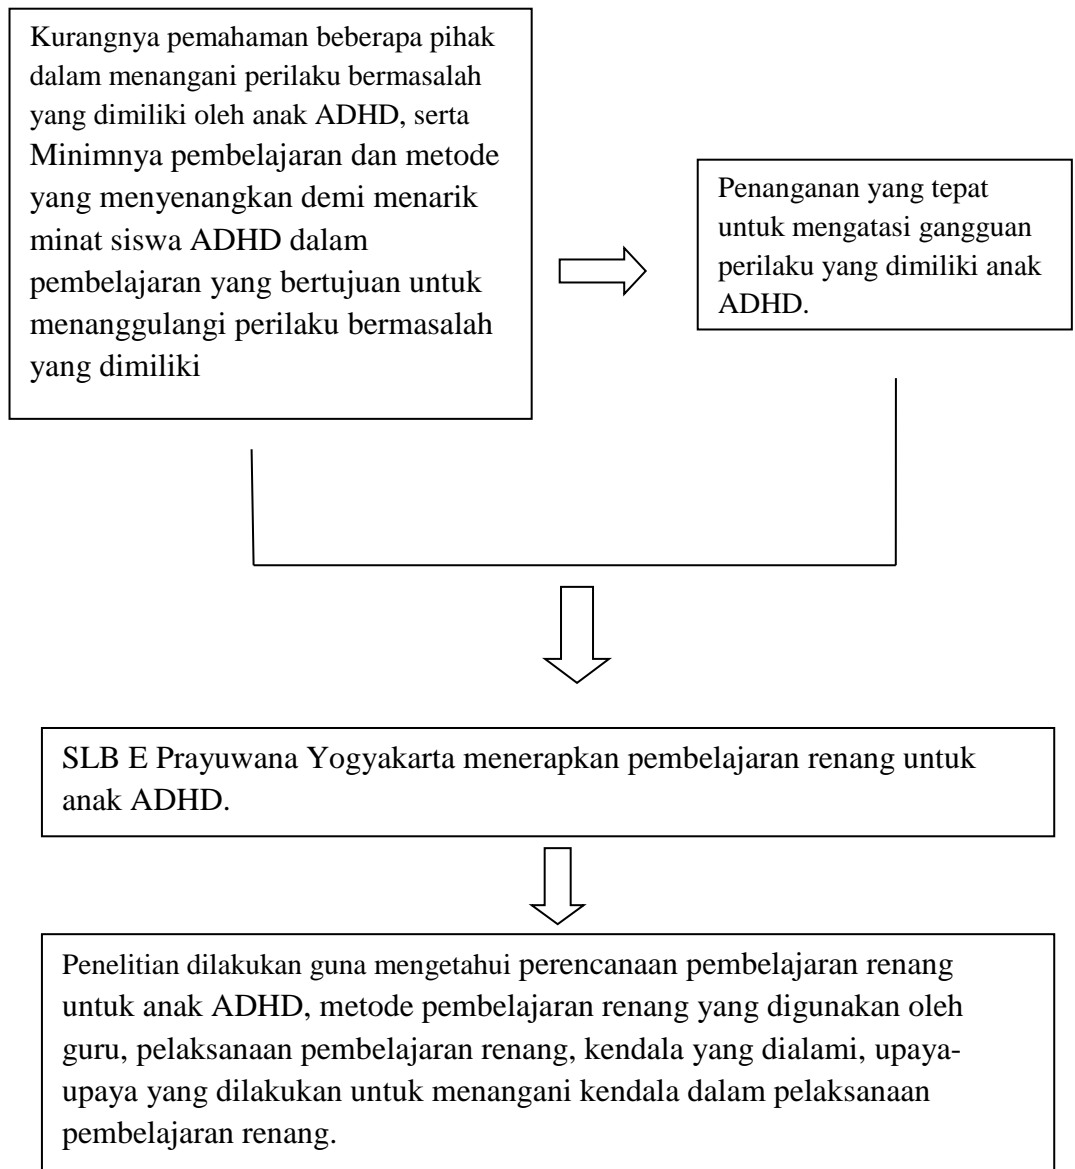 Kurangnya pemahaman beberapa pihak
dalam menangani perilaku bermasalah
yang dimiliki oleh anak ADHD, serta
Minimnya pembelajaran dan metode
yang menyenangkan demi menarik
minat siswa ADHD dalam
pembelajaran yang bertujuan untuk
menanggulangi perilaku bermasalah
yang dimiliki
Penanganan yang tepat
untuk mengatasi gangguan
perilaku yang dimiliki anak
ADHD.
SLB E Prayuwana Yogyakarta menerapkan pembelajaran renang untuk
anak ADHD.
Penelitian dilakukan guna mengetahui perencanaan pembelajaran renang
untuk anak ADHD, metode pembelajaran renang yang digunakan oleh
guru, pelaksanaan pembelajaran renang, kendala yang dialami, upaya-
upaya yang dilakukan untuk menangani kendala dalam pelaksanaan
pembelajaran renang.